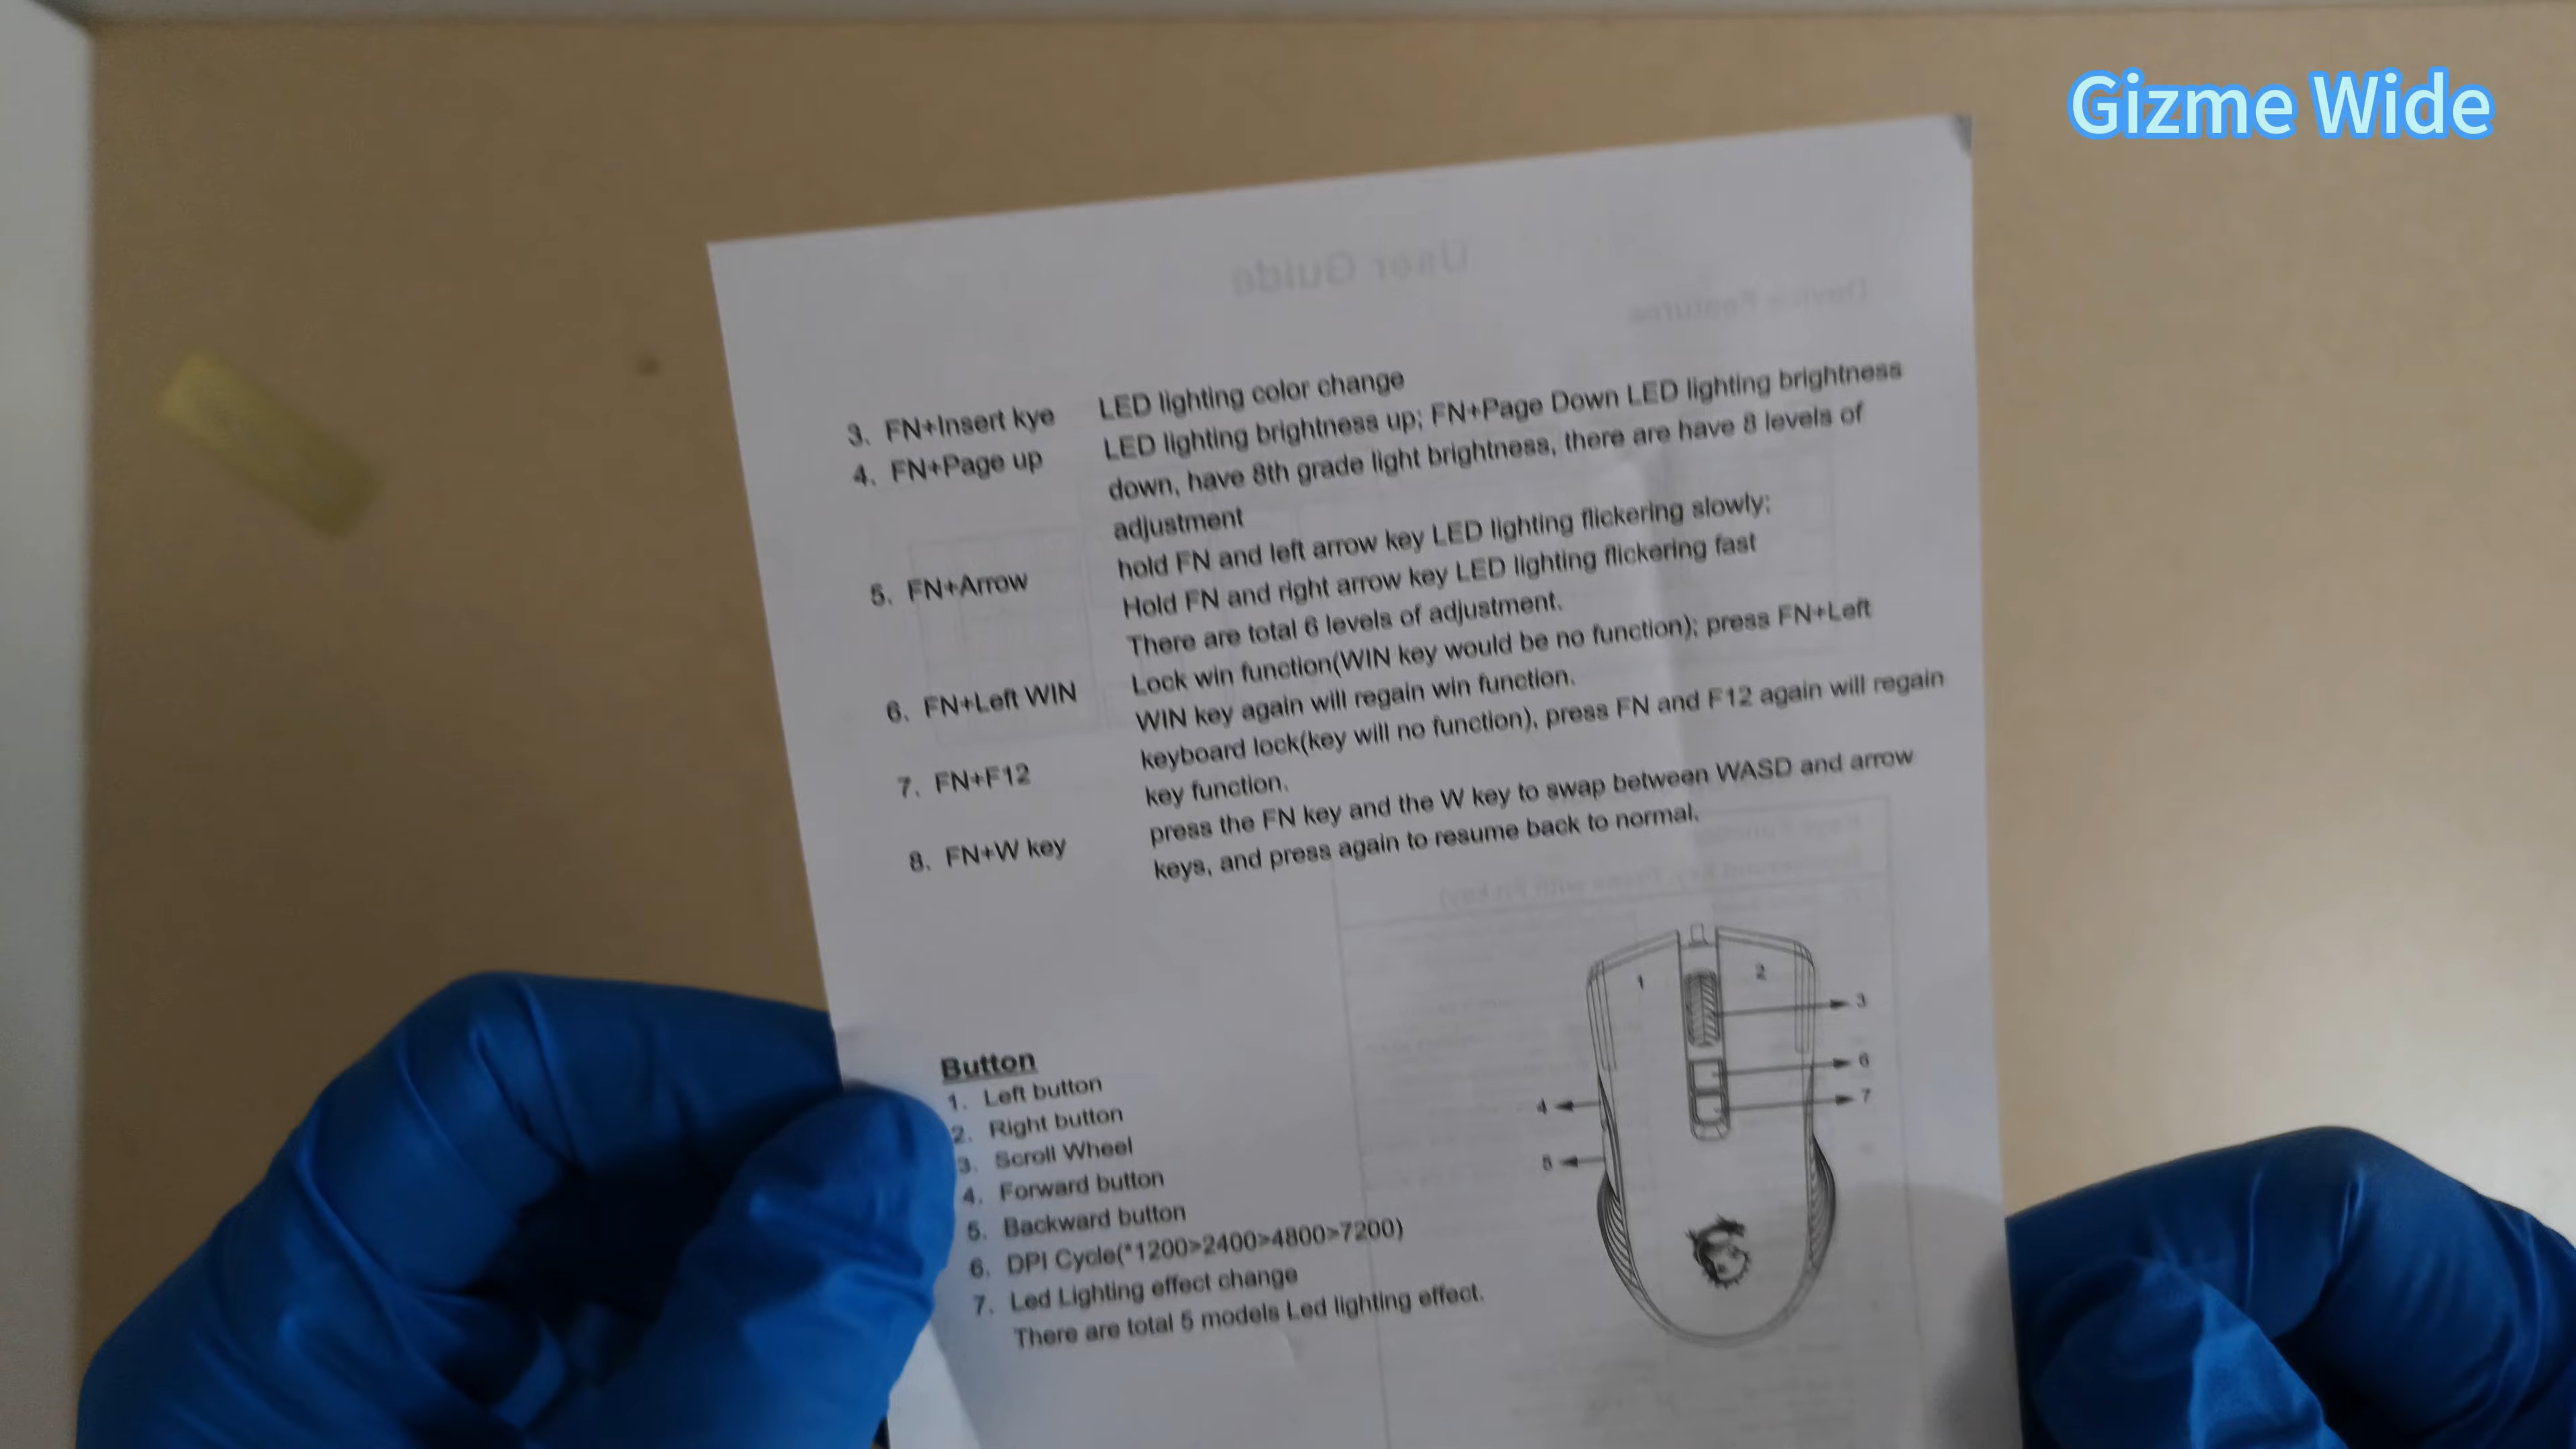 Gizme Wide
User Guide
Device Features
3. FN+Insert kye LED lighting color change
4. FN+Page up LED lighting brightness up; FN+Page Down LED lighting brightness
down, have 8th grade light brightness, there are have 8 levels of
adjustment
5. FN+Arrow hold FN and left arrow key LED lighting flickering slowly;
Hold FN and right arrow key LED lighting flickering fast
There are total 6 levels of adjustment.
6. FN+Left WIN Lock win function(WIN key would be no function); press FN+Left
WIN key again will regain win function.
7. FN+F12 keyboard lock(key will no function), press FN and F12 again will regain
key function.
8. FN+W key press the FN key and the W key to swap between WASD and arrow
keys, and press again to resume back to normal.
1
2
3
6
7
4
5
Button
1. Left button
2. Right button
3. Scroll Wheel
4. Forward button
5. Backward button
6. DPI Cycle(*1200>2400>4800>7200)
7. Led Lighting effect change
There are total 5 models Led lighting effect.